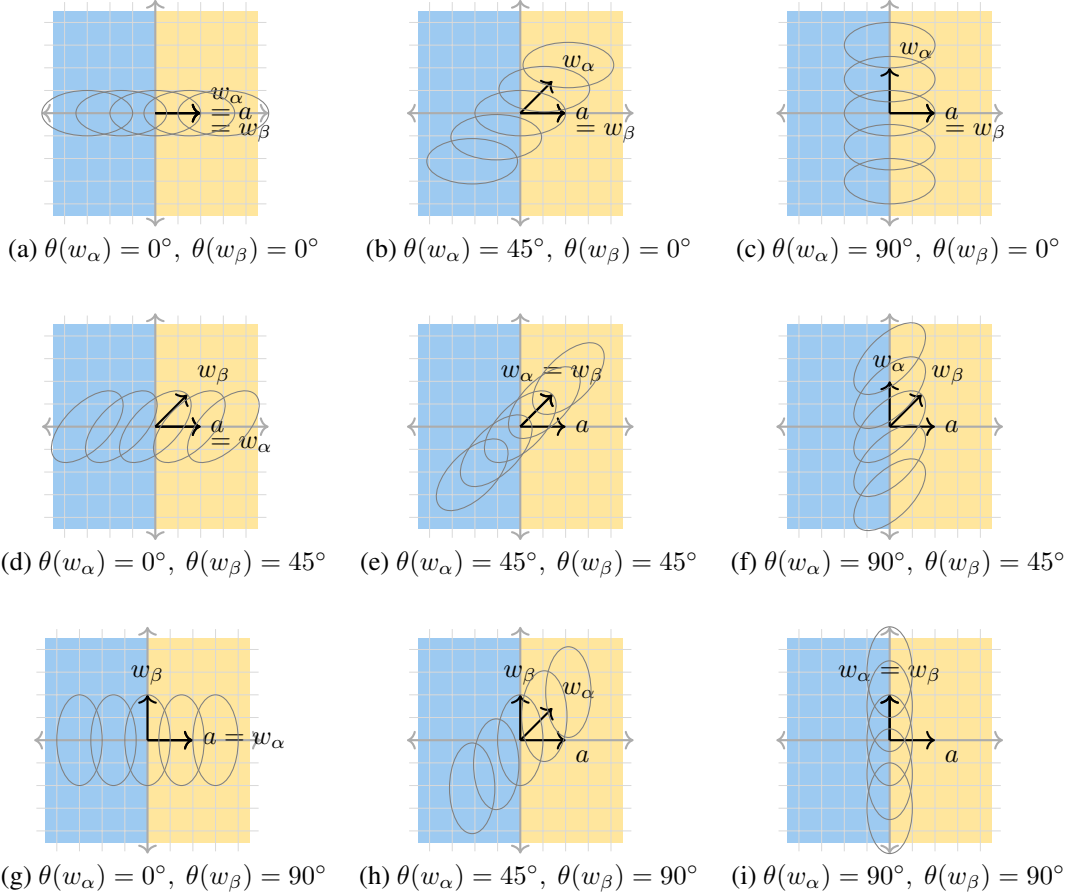 w_α
= a
= w_β
w_α
a
= w_β
w_α
a
= w_β
(a) θ(w_α) = 0°, θ(w_β) = 0°
(b) θ(w_α) = 45°, θ(w_β) = 0°
(c) θ(w_α) = 90°, θ(w_β) = 0°
w_β
a
= w_α
w_α = w_β
a
w_α
w_β
a
(d) θ(w_α) = 0°, θ(w_β) = 45°
(e) θ(w_α) = 45°, θ(w_β) = 45°
(f) θ(w_α) = 90°, θ(w_β) = 45°
w_β
a = w_α
w_β
w_α
a
w_α = w_β
a
(g) θ(w_α) = 0°, θ(w_β) = 90°
(h) θ(w_α) = 45°, θ(w_β) = 90°
(i) θ(w_α) = 90°, θ(w_β) = 90°